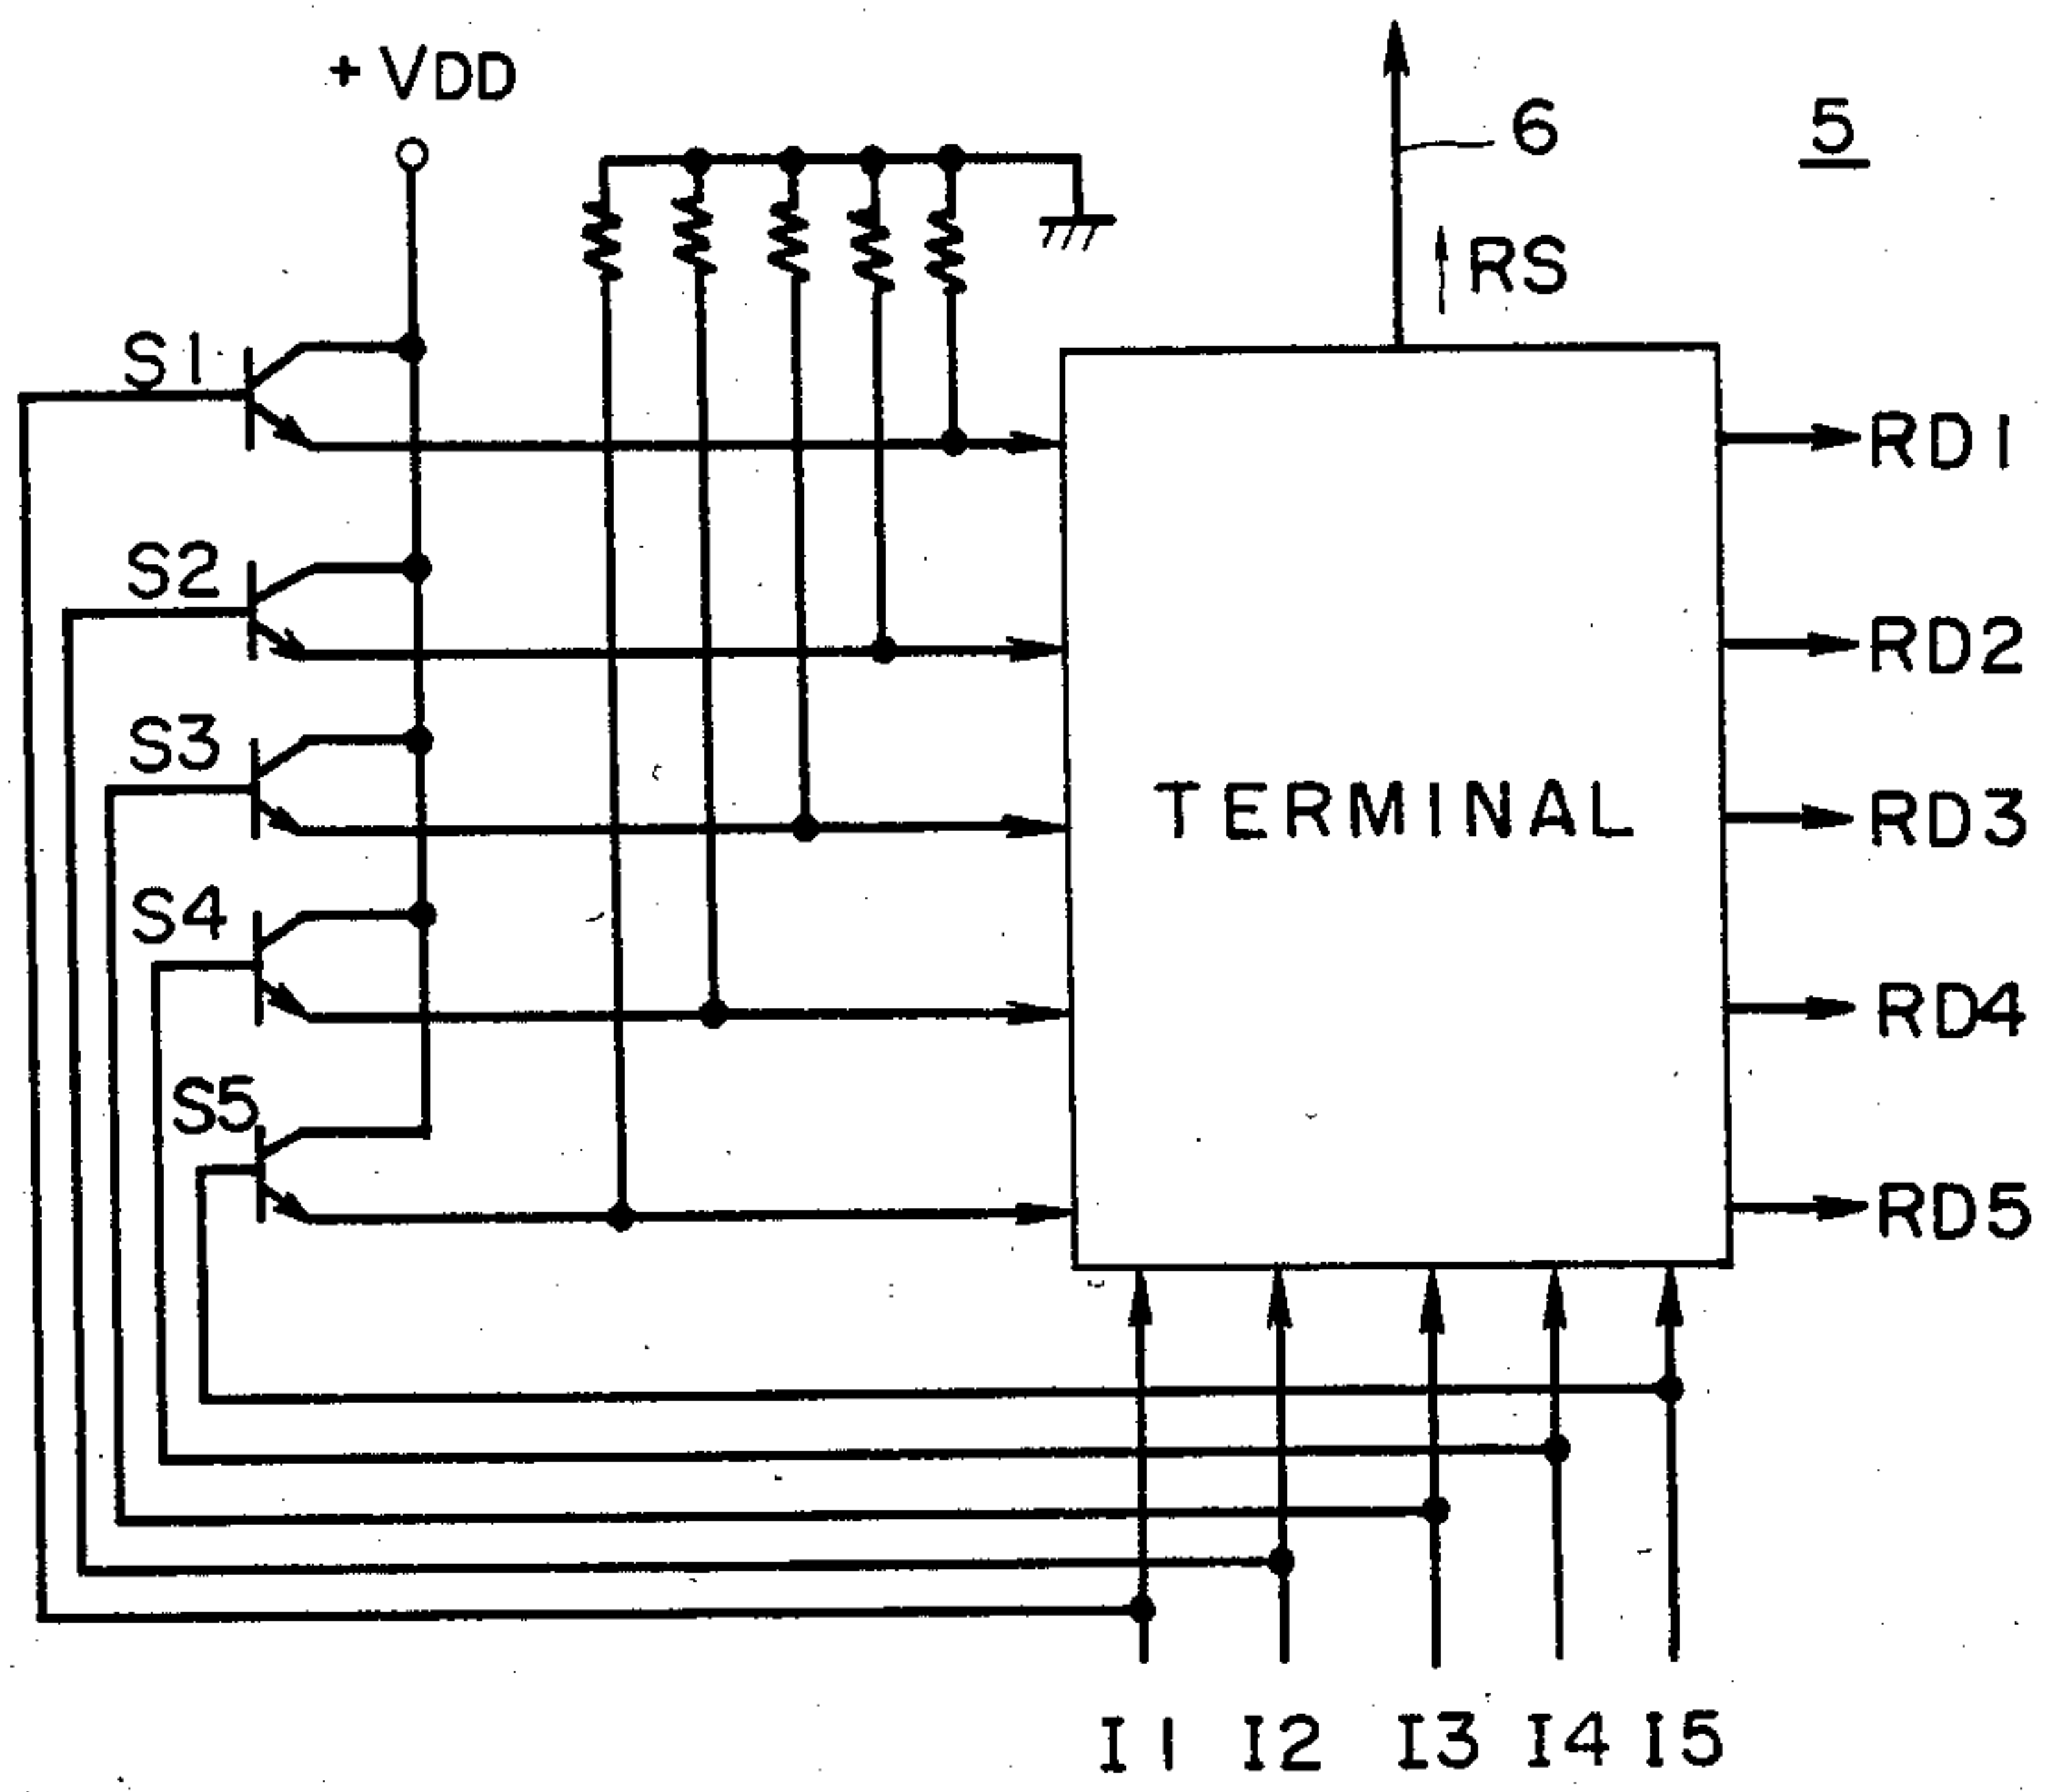 +VDD
6
5
RS
S1
RD1
S2
RD2
S3
TERMINAL
RD3
S4
RD4
S5
RD5
I1 I2 I3 I4 I5